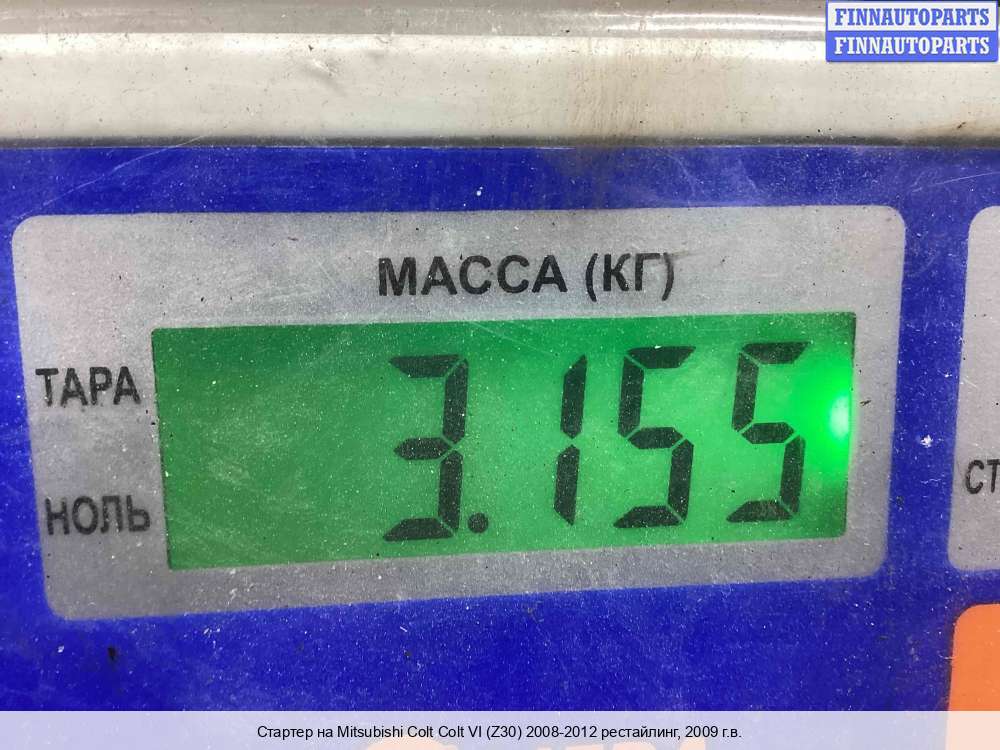 FINNAUTOPARTS
FINNAUTOPARTS
МАССА (КГ)
ТАРА
3.155
НОЛЬ
СТ
Стартер на Mitsubishi Colt Colt VI (Z30) 2008-2012 рестайлинг, 2009 г.в.